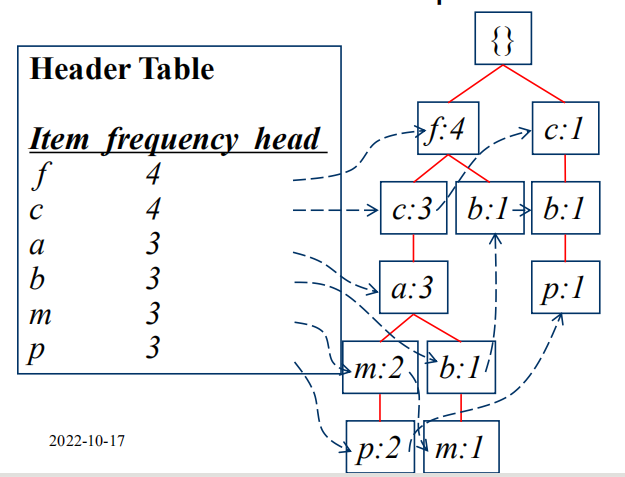 {}
Header Table
f:4 c:1
Item frequency head
f 4
c 4
c:3 b:1 b:1
a 3
b 3
a:3 p:1
m 3
p 3
m:2 b:1
2022-10-17
p:2 m:1